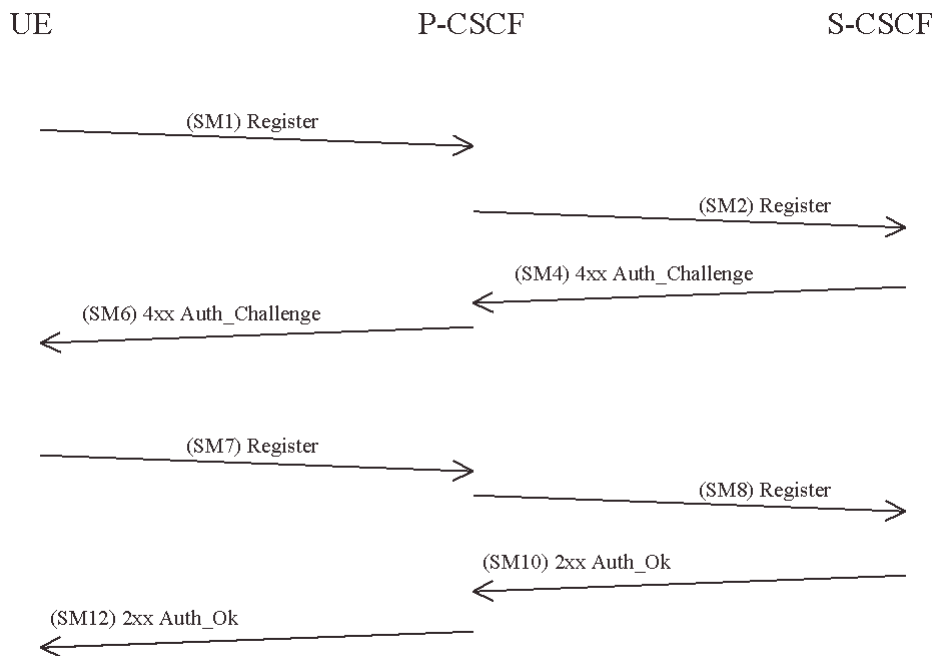 UE P-CSCF S-CSCF
(SM1) Register
(SM2) Register
(SM4) 4xx Auth_Challenge
(SM6) 4xx Auth_Challenge
(SM7) Register
(SM8) Register
(SM10) 2xx Auth_Ok
(SM12) 2xx Auth_Ok